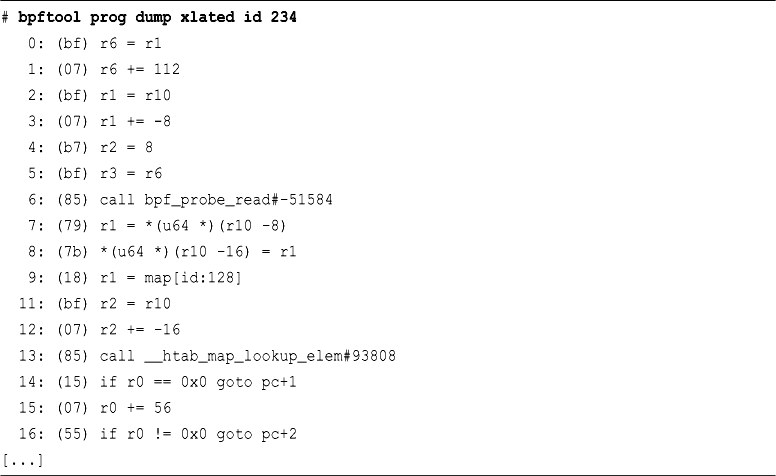 # bpftool prog dump xlated id 234
0: (bf) r6 = r1
1: (07) r6 += 112
2: (bf) r1 = r10
3: (07) r1 += -8
4: (b7) r2 = 8
5: (bf) r3 = r6
6: (85) call bpf_probe_read#-51584
7: (79) r1 = *(u64 *)(r10 -8)
8: (7b) *(u64 *)(r10 -16) = r1
9: (18) r1 = map[id:128]
11: (bf) r2 = r10
12: (07) r2 += -16
13: (85) call __htab_map_lookup_elem#93808
14: (15) if r0 == 0x0 goto pc+1
15: (07) r0 += 56
16: (55) if r0 != 0x0 goto pc+2
[...]